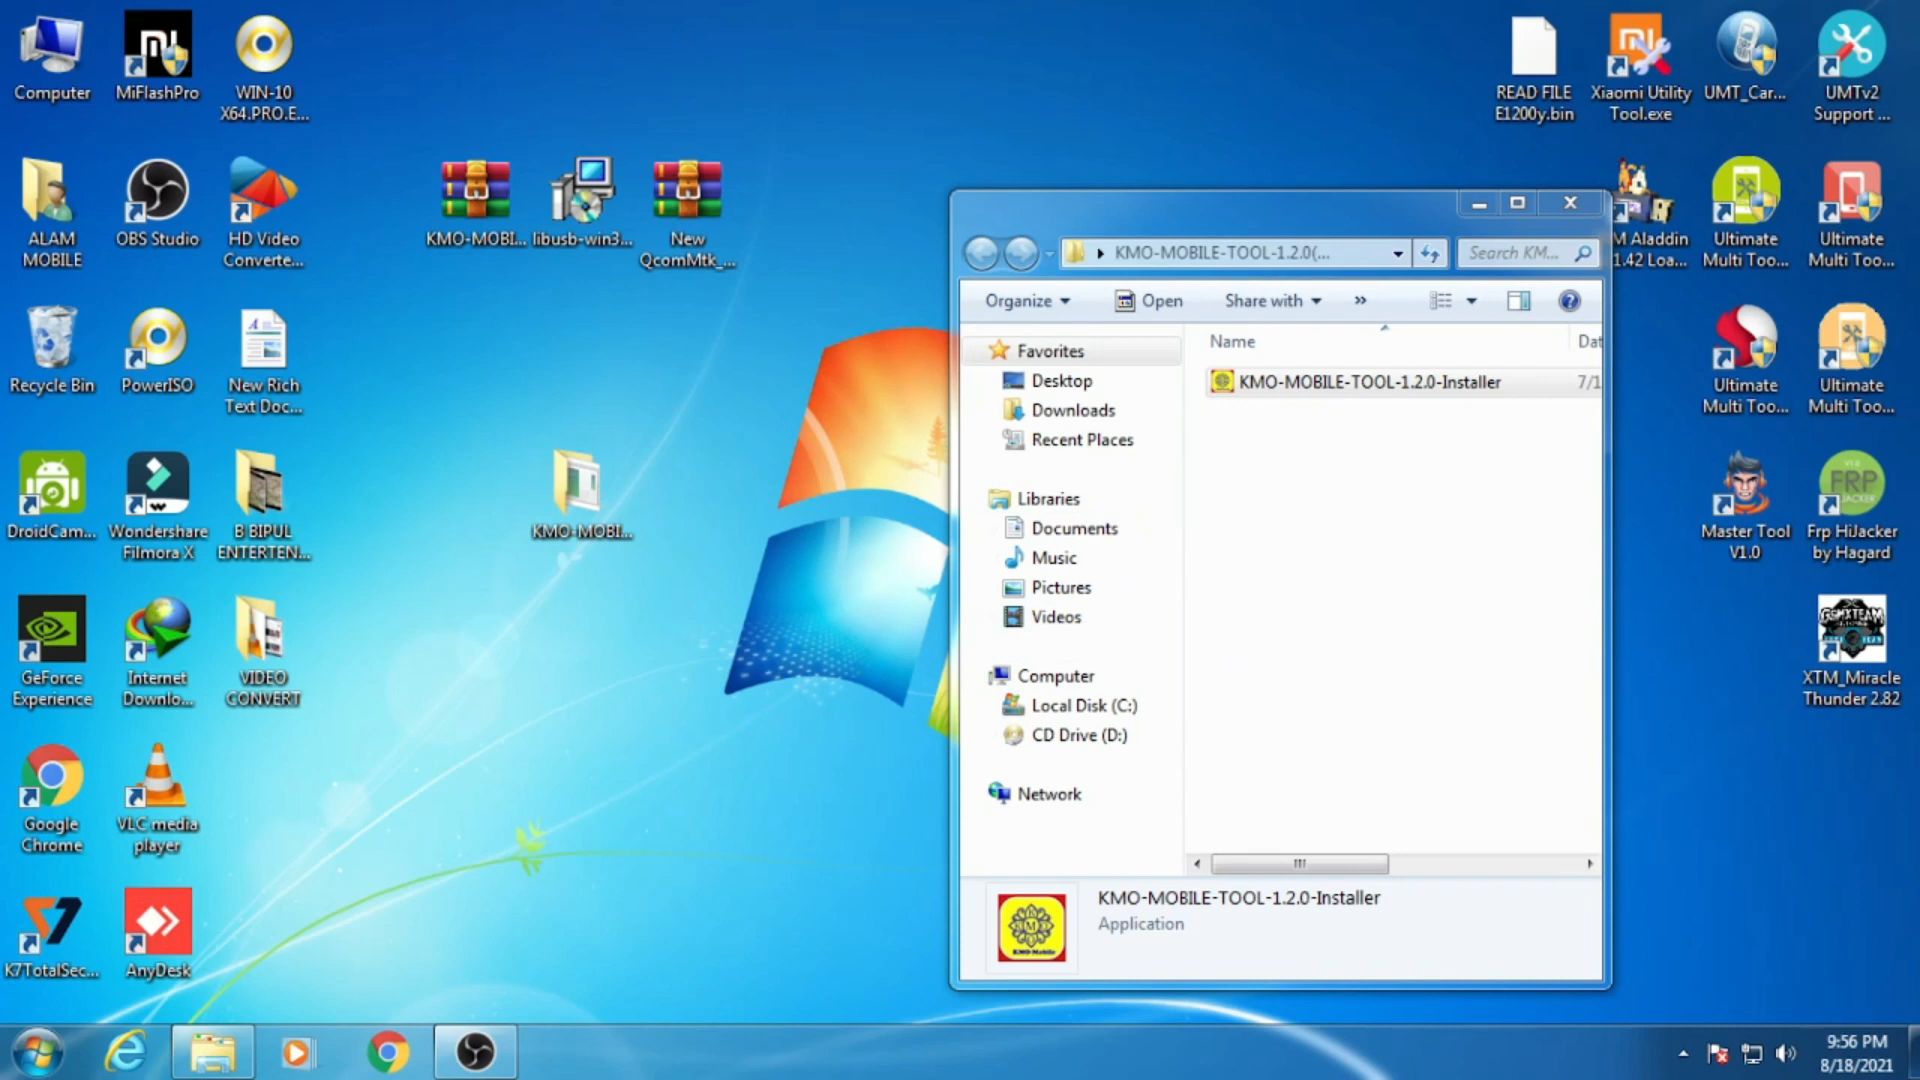 Computer
MiFlashPro
WIN-10
X64.PRO.E...
READ FILE
E1200y.bin
Xiaomi Utility
Tool.exe
UMT_Car...
UMTv2
Support ...
ALAM
MOBILE
OBS Studio
HD Video
Converte...
KMO-MOBI...
libusb-win3...
New
QcomMtk_...
M Aladdin
1.42 Loa...
Ultimate
Multi Too...
Ultimate
Multi Too...
Recycle Bin
PowerISO
New Rich
Text Doc...
Ultimate
Multi Too...
Ultimate
Multi Too...
DroidCam...
Wondershare
Filmora X
B BIPUL
ENTERTEN...
KMO-MOBI...
Master Tool
V1.0
FRP
Frp HiJacker
by Hagard
GeForce
Experience
Internet
Downlo...
VIDEO
CONVERT
GSMXTEAM
XTM_Miracle
Thunder 2.82
Google
Chrome
VLC media
player
K7TotalSec...
AnyDesk
KMO-MOBILE-TOOL-1.2.0(...
Search KM...
Organize
Open
Share with
»
Name
Dat
KMO-MOBILE-TOOL-1.2.0-Installer
7/1
Favorites
Desktop
Downloads
Recent Places
Libraries
Documents
Music
Pictures
Videos
Computer
Local Disk (C:)
CD Drive (D:)
Network
KMO-Mobile
KMO-MOBILE-TOOL-1.2.0-Installer
Application
9:56 PM
8/18/2021